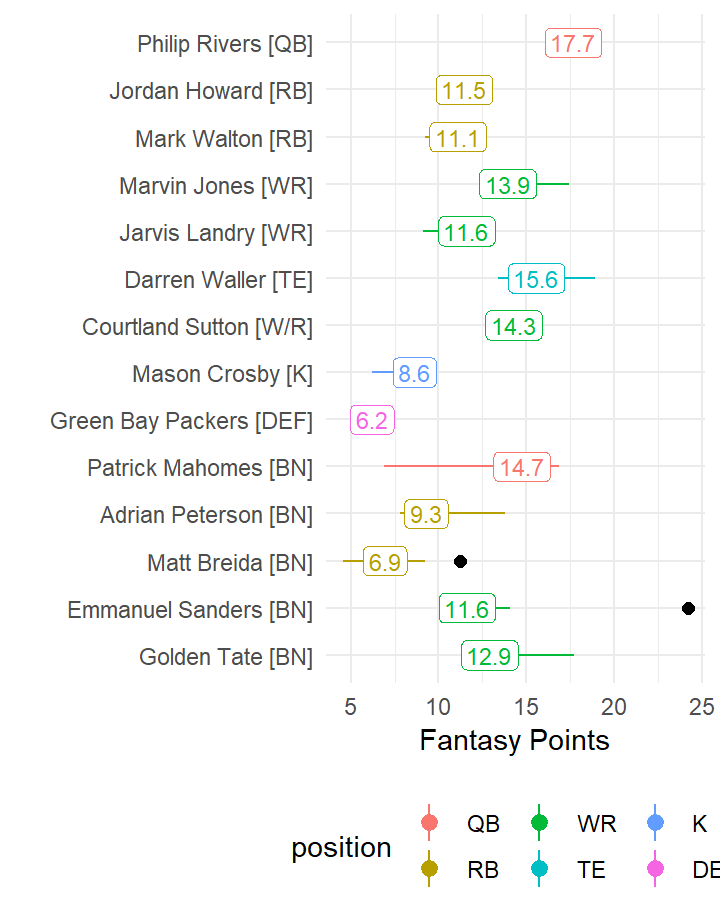 Philip Rivers [QB] 17.7
Jordan Howard [RB] 11.5
Mark Walton [RB] 11.1
Marvin Jones [WR] 13.9
Jarvis Landry [WR] 11.6
Darren Waller [TE] 15.6
Courtland Sutton [W/R] 14.3
Mason Crosby [K] 8.6
Green Bay Packers [DEF] 6.2
Patrick Mahomes [BN] 14.7
Adrian Peterson [BN] 9.3
Matt Breida [BN] 6.9
Emmanuel Sanders [BN] 11.6
Golden Tate [BN] 12.9
5 10 15 20 25
Fantasy Points
position
QB WR K
RB TE DE